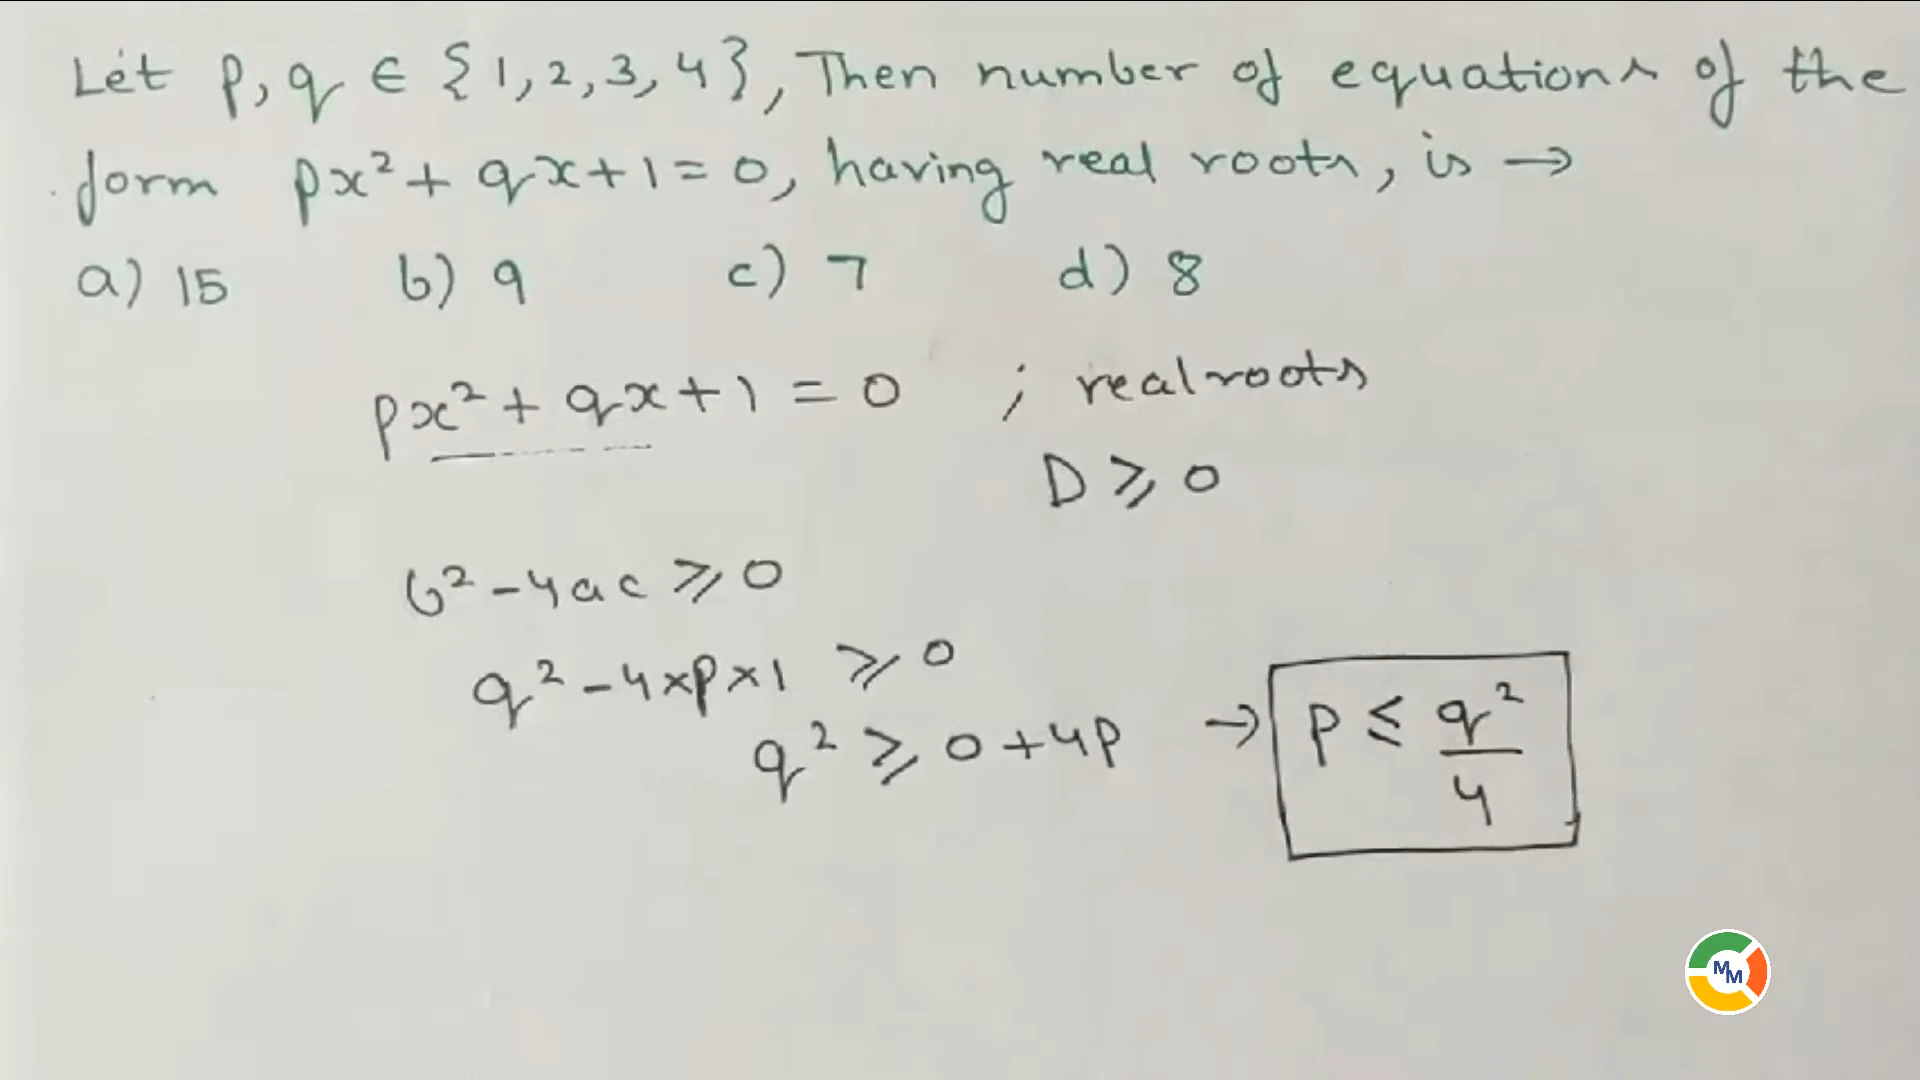 Let p, q ∈ {1, 2, 3, 4}, Then number of equations of the
form px² + qx + 1 = 0, having real roots, is →
a) 15 b) 9 c) 7 d) 8
px² + qx + 1 = 0 ; real roots
D ⩾ 0
b² - 4ac ⩾ 0
q² - 4×p×1 ⩾ 0
q² ⩾ 0 + 4p → p ≤ q²/4
MM